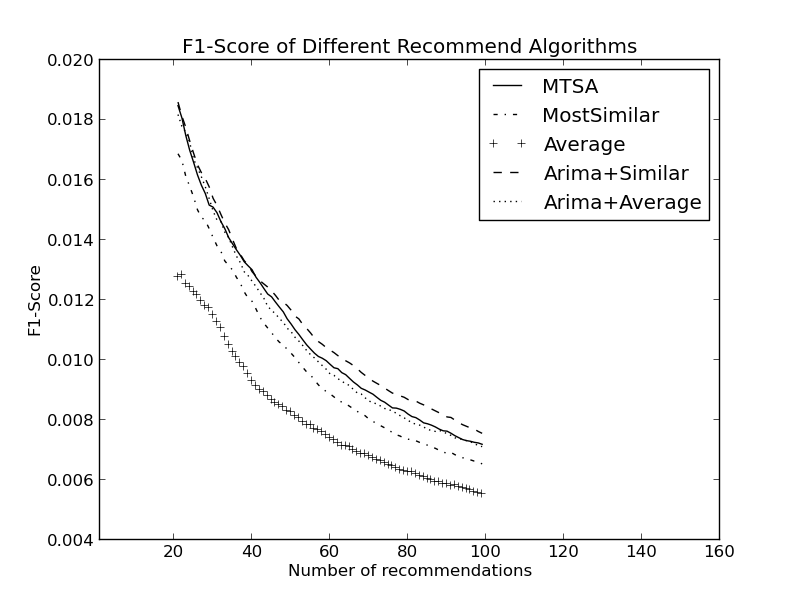 F1-Score of Different Recommend Algorithms
0.020
0.018
0.016
0.014
0.012
0.010
0.008
0.006
0.004
F1-Score
MTSA
MostSimilar
Average
Arima+Similar
Arima+Average
20 40 60 80 100 120 140 160
Number of recommendations